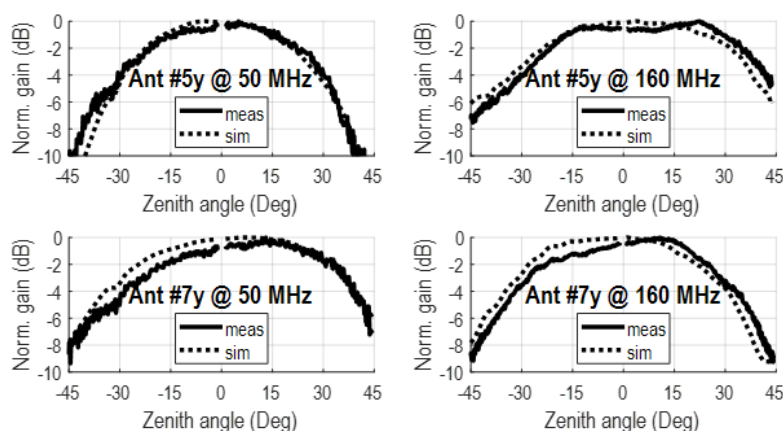 Norm. gain (dB)
0
-2
-4
-6
-8
-10
Ant #5y @ 50 MHz
meas
sim
-45 -30 -15 0 15 30 45
Zenith angle (Deg)
Norm. gain (dB)
0
-2
-4
-6
-8
-10
Ant #5y @ 160 MHz
meas
sim
-45 -30 -15 0 15 30 45
Zenith angle (Deg)
Norm. gain (dB)
0
-2
-4
-6
-8
-10
Ant #7y @ 50 MHz
meas
sim
-45 -30 -15 0 15 30 45
Zenith angle (Deg)
Norm. gain (dB)
0
-2
-4
-6
-8
-10
Ant #7y @ 160 MHz
meas
sim
-45 -30 -15 0 15 30 45
Zenith angle (Deg)